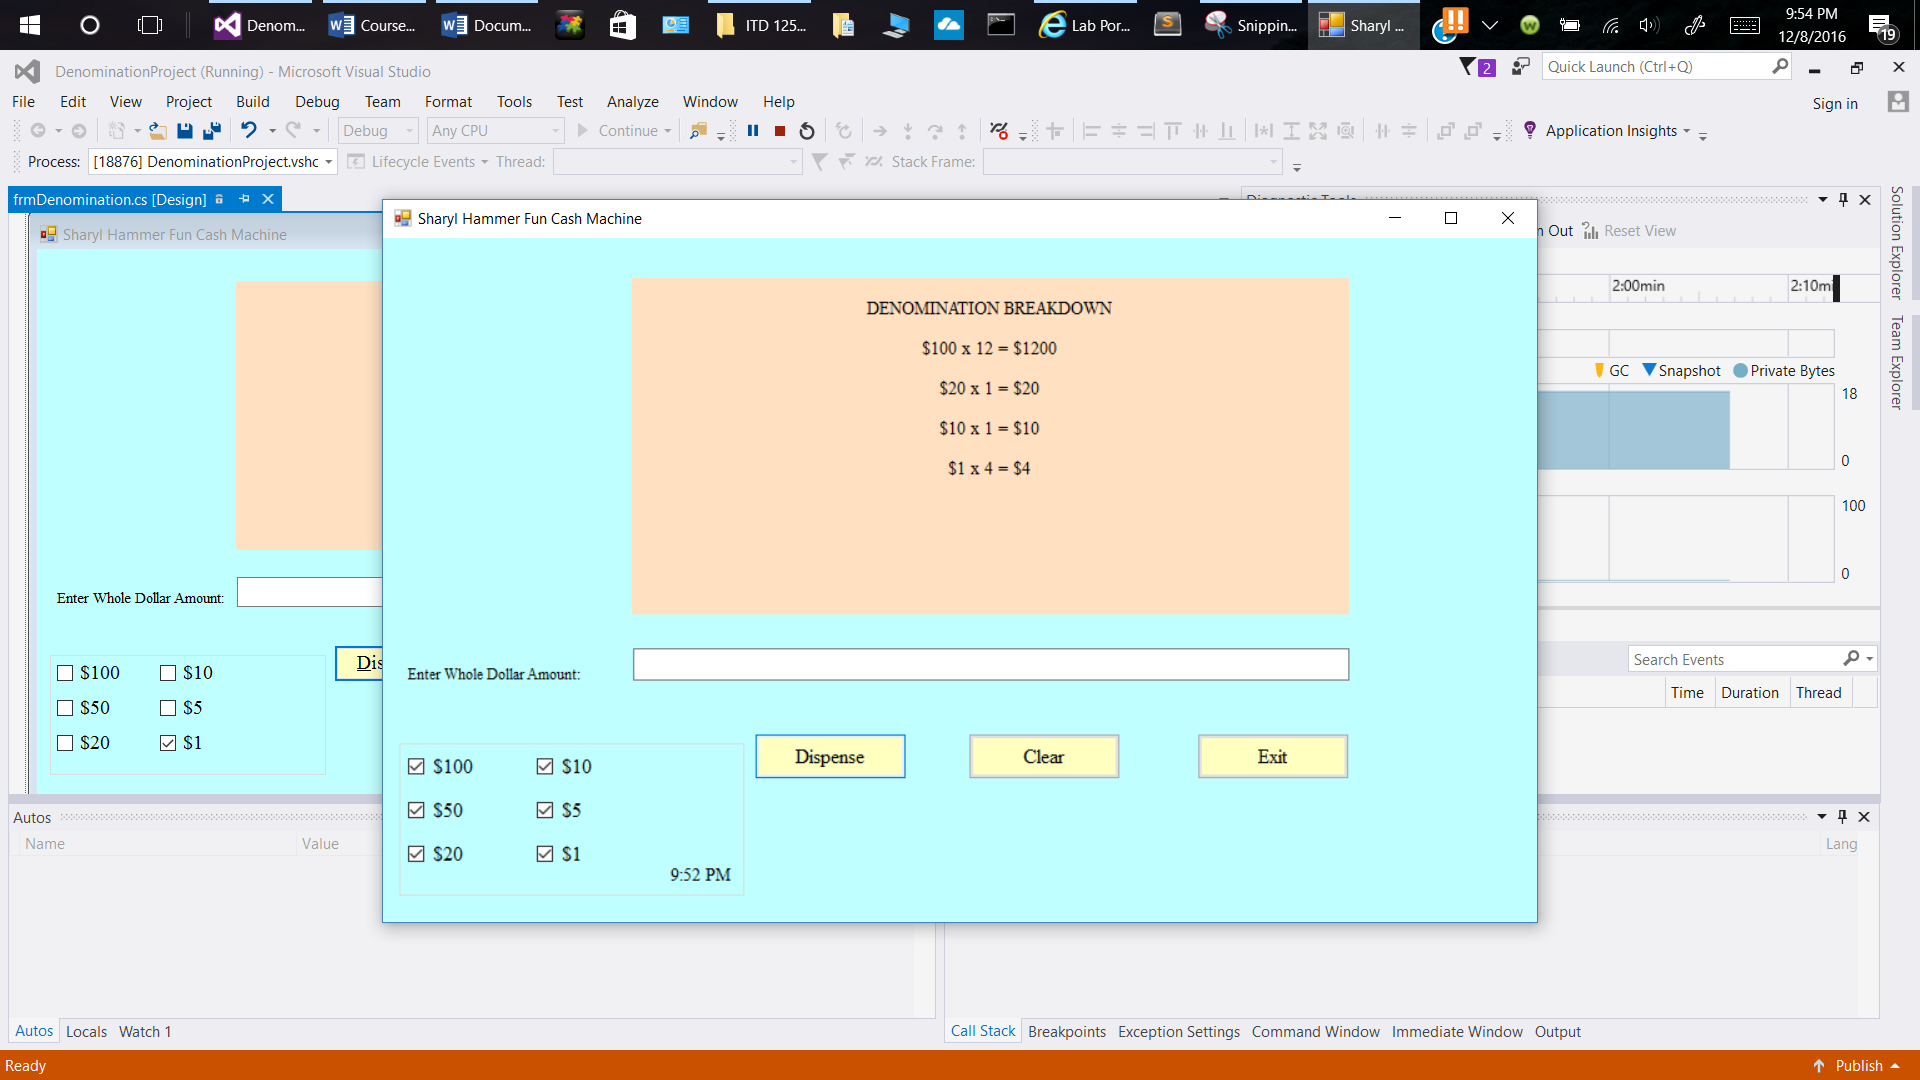 Denom...
Course...
Docum...
ITD 125...
Lab Por...
Snippin...
Sharyl ...
9:54 PM
12/8/2016
19
DenominationProject (Running) - Microsoft Visual Studio
2
Quick Launch (Ctrl+Q)
File Edit View Project Build Debug Team Format Tools Test Analyze Window Help
Sign in
Debug Any CPU Continue Application Insights
Process: [18876] DenominationProject.vshc Lifecycle Events Thread: Stack Frame:
frmDenomination.cs [Design]
Sharyl Hammer Fun Cash Machine
Enter Whole Dollar Amount:
Dis
$100 $10
$50 $5
$20 $1
Sharyl Hammer Fun Cash Machine
DENOMINATION BREAKDOWN
$100 x 12 = $1200
$20 x 1 = $20
$10 x 1 = $10
$1 x 4 = $4
Enter Whole Dollar Amount:
Dispense Clear Exit
$100 $10
$50 $5
$20 $1
9:52 PM
Out Reset View
2:00min 2:10mi
GC Snapshot Private Bytes
18
0
100
0
Search Events
Time Duration Thread
Solution Explorer
Team Explorer
Autos
Name Value
Lang
Autos Locals Watch 1
Call Stack Breakpoints Exception Settings Command Window Immediate Window Output
Ready
Publish